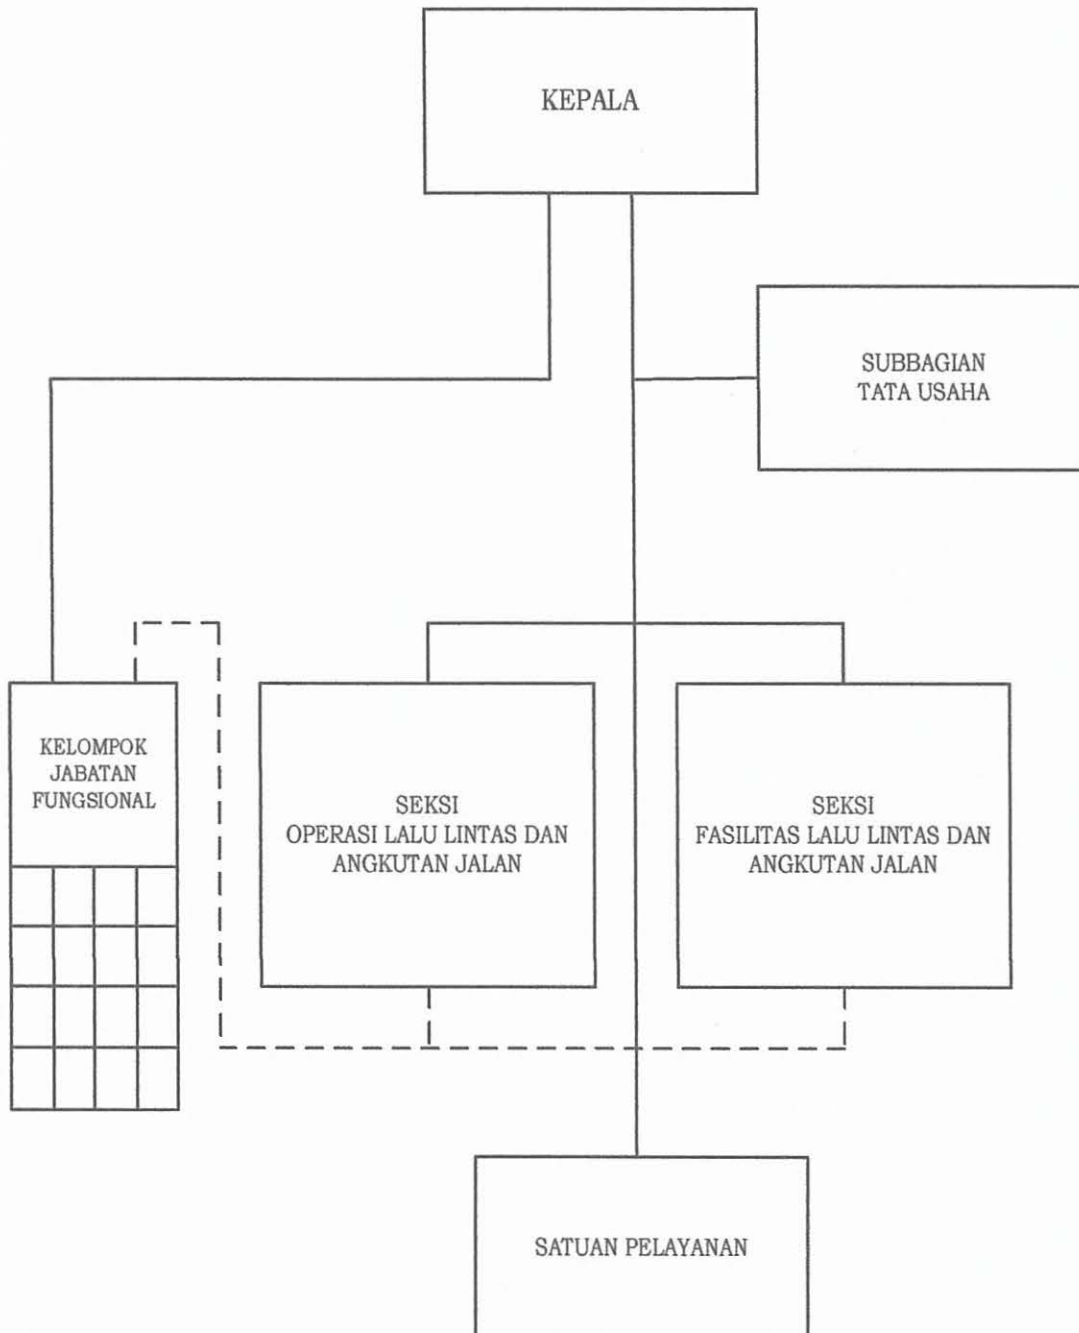 KEPALA
SUBBAGIAN
TATA USAHA
KELOMPOK
JABATAN
FUNGSIONAL
SEKSI
OPERASI LALU LINTAS DAN
ANGKUTAN JALAN
SEKSI
FASILITAS LALU LINTAS DAN
ANGKUTAN JALAN
SATUAN PELAYANAN